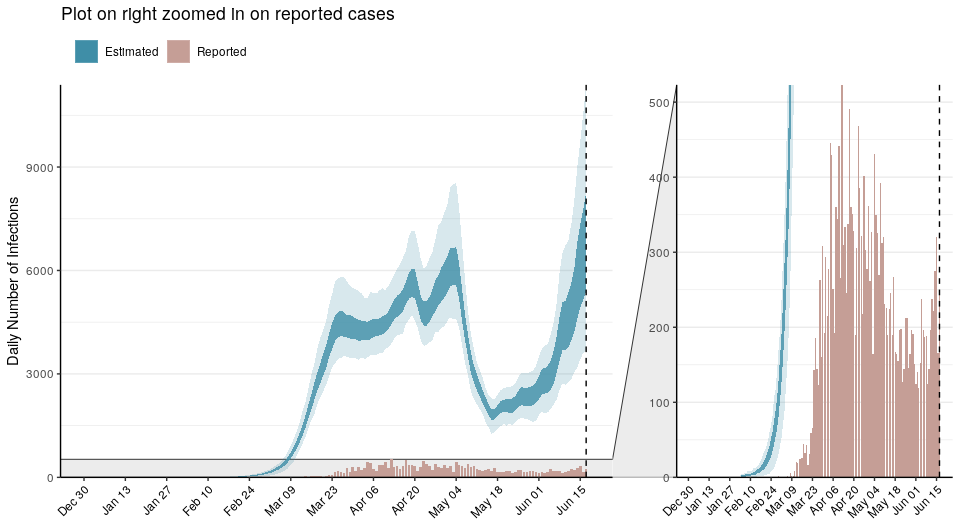 Plot on right zoomed in on reported cases
Estimated
Reported
Daily Number of Infections
9000
6000
3000
0
Dec 30
Jan 13
Jan 27
Feb 10
Feb 24
Mar 09
Mar 23
Apr 06
Apr 20
May 04
May 18
Jun 01
Jun 15
500
400
300
200
100
0
Dec 30
Jan 13
Jan 27
Feb 10
Feb 24
Mar 09
Mar 23
Apr 06
Apr 20
May 04
May 18
Jun 01
Jun 15